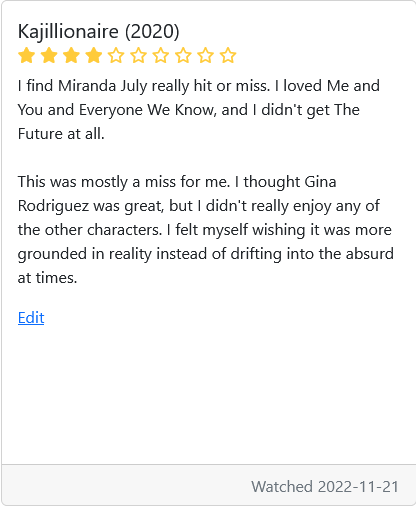 Kajillionaire (2020)
I find Miranda July really hit or miss. I loved Me and
You and Everyone We Know, and I didn't get The
Future at all.
This was mostly a miss for me. I thought Gina
Rodriguez was great, but I didn't really enjoy any of
the other characters. I felt myself wishing it was more
grounded in reality instead of drifting into the absurd
at times.
Edit
Watched 2022-11-21